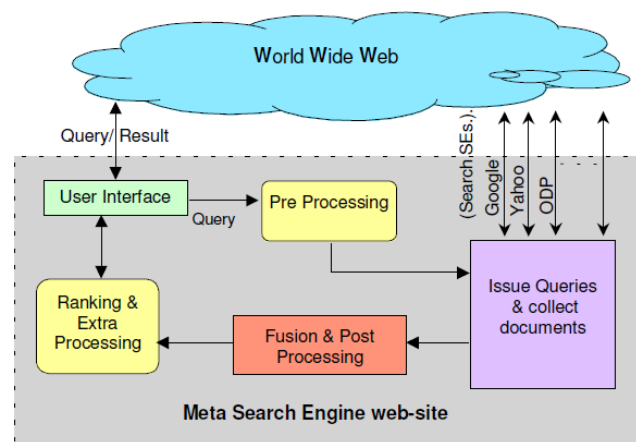 World Wide Web
Query/ Result
(Search SEs.)
Google
Yahoo
ODP
- - - -
User Interface
Query
Pre Processing
Issue Queries
& collect
documents
Ranking &
Extra
Processing
Fusion & Post
Processing
Meta Search Engine web-site